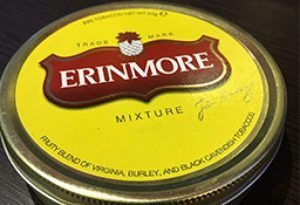 TRADE MARK
ERINMORE
MIXTURE
FRUITY BLEND OF VIRGINIA, BURLEY, AND BLACK CAVENDISH TOBACCOS